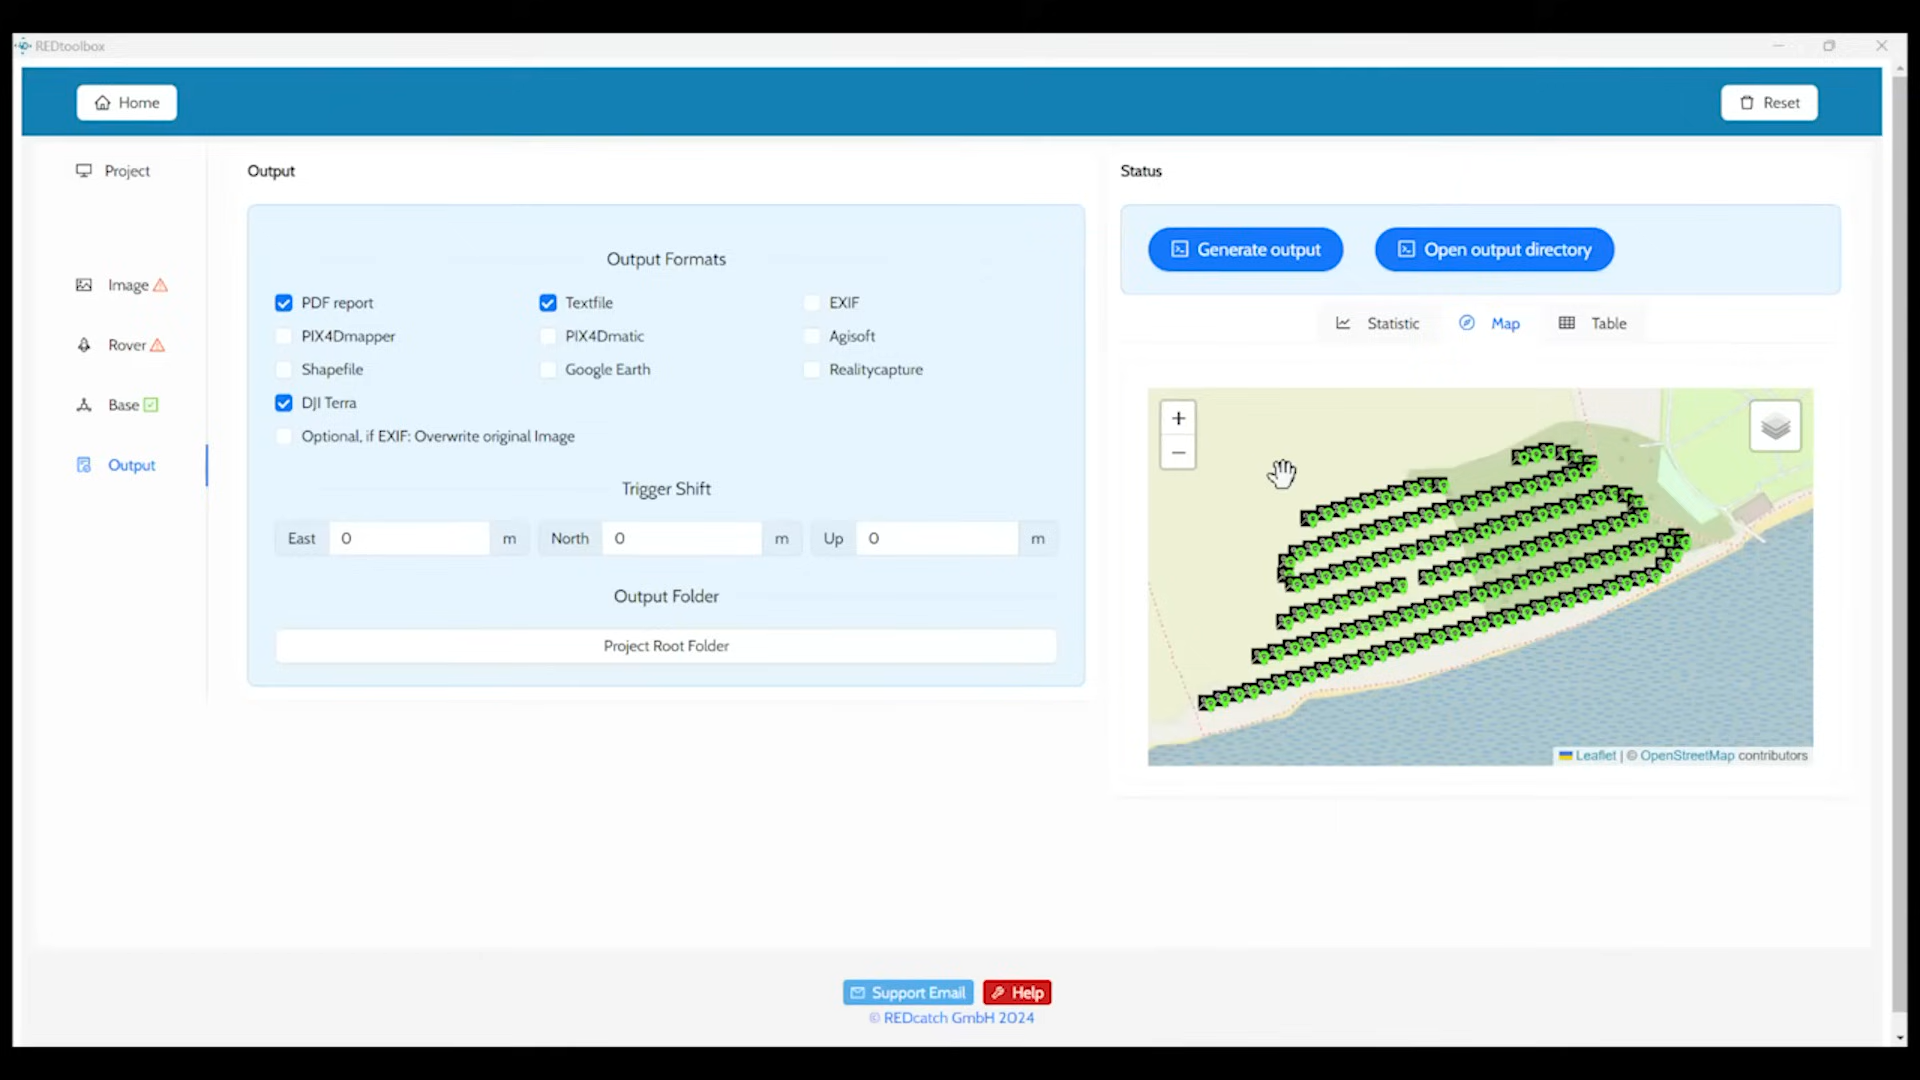 REDtoolbox
Home
Reset
Project
Image
Rover
Base
Output
Output
Output Formats
PDF report
Textfile
EXIF
PIX4Dmapper
PIX4Dmatic
Agisoft
Shapefile
Google Earth
Realitycapture
DJI Terra
Optional, if EXIF: Overwrite original Image
Trigger Shift
East 0 m
North 0 m
Up 0 m
Output Folder
Project Root Folder
Status
Generate output
Open output directory
Statistic
Map
Table
+
−
Leaflet | © OpenStreetMap contributors
Support Email
Help
© REDcatch GmbH 2024